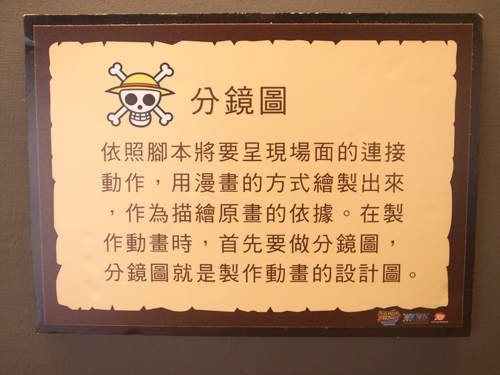 分鏡圖
依照腳本將要呈現場面的連接
動作，用漫畫的方式繪製出來
，作為描繪原畫的依據。在製
作動畫時，首先要做分鏡圖，
分鏡圖就是製作動畫的設計圖。